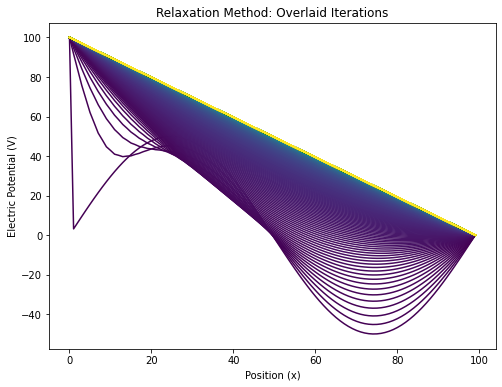 Relaxation Method: Overlaid Iterations
100
80
60
40
20
0
−20
−40
Electric Potential (V)
0 20 40 60 80 100
Position (x)